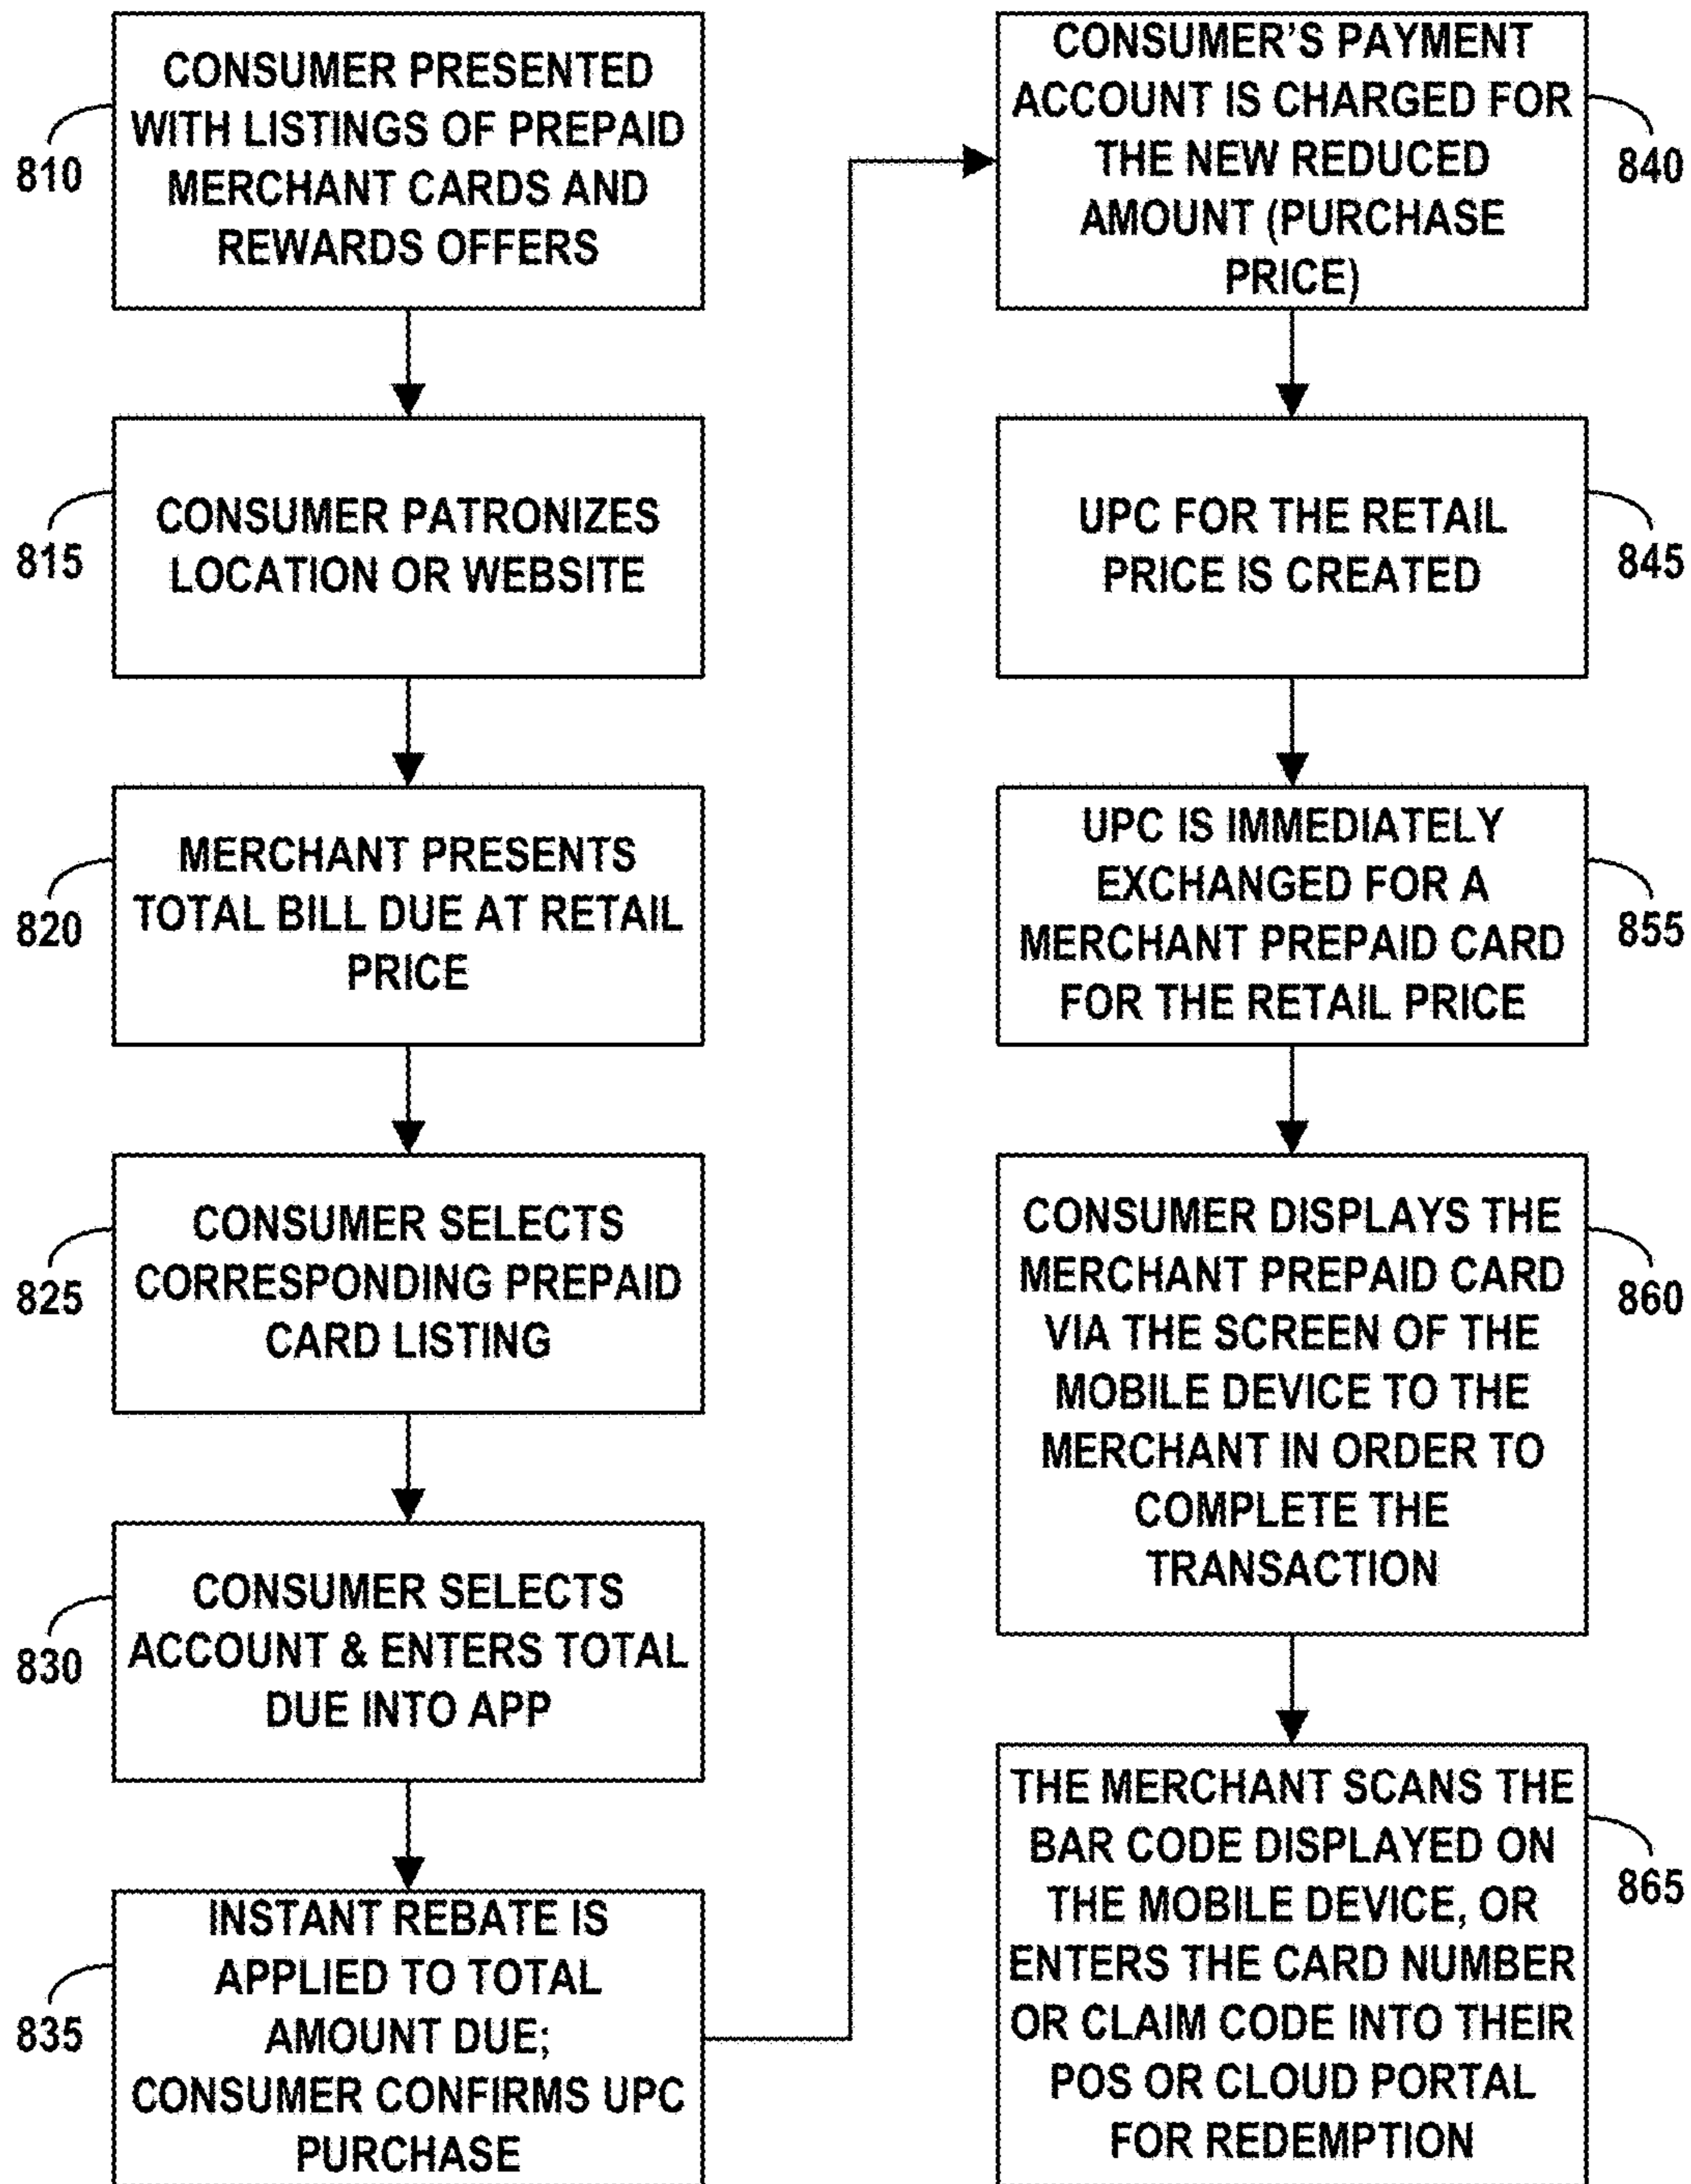 CONSUMER PRESENTED
WITH LISTINGS OF PREPAID
MERCHANT CARDS AND
REWARDS OFFERS
810
CONSUMER PATRONIZES
LOCATION OR WEBSITE
815
MERCHANT PRESENTS
TOTAL BILL DUE AT RETAIL
PRICE
820
CONSUMER SELECTS
CORRESPONDING PREPAID
CARD LISTING
825
CONSUMER SELECTS
ACCOUNT & ENTERS TOTAL
DUE INTO APP
830
INSTANT REBATE IS
APPLIED TO TOTAL
AMOUNT DUE;
CONSUMER CONFIRMS UPC
PURCHASE
835
CONSUMER'S PAYMENT
ACCOUNT IS CHARGED FOR
THE NEW REDUCED
AMOUNT (PURCHASE
PRICE)
840
UPC FOR THE RETAIL
PRICE IS CREATED
845
UPC IS IMMEDIATELY
EXCHANGED FOR A
MERCHANT PREPAID CARD
FOR THE RETAIL PRICE
855
CONSUMER DISPLAYS THE
MERCHANT PREPAID CARD
VIA THE SCREEN OF THE
MOBILE DEVICE TO THE
MERCHANT IN ORDER TO
COMPLETE THE
TRANSACTION
860
THE MERCHANT SCANS THE
BAR CODE DISPLAYED ON
THE MOBILE DEVICE, OR
ENTERS THE CARD NUMBER
OR CLAIM CODE INTO THEIR
POS OR CLOUD PORTAL
FOR REDEMPTION
865